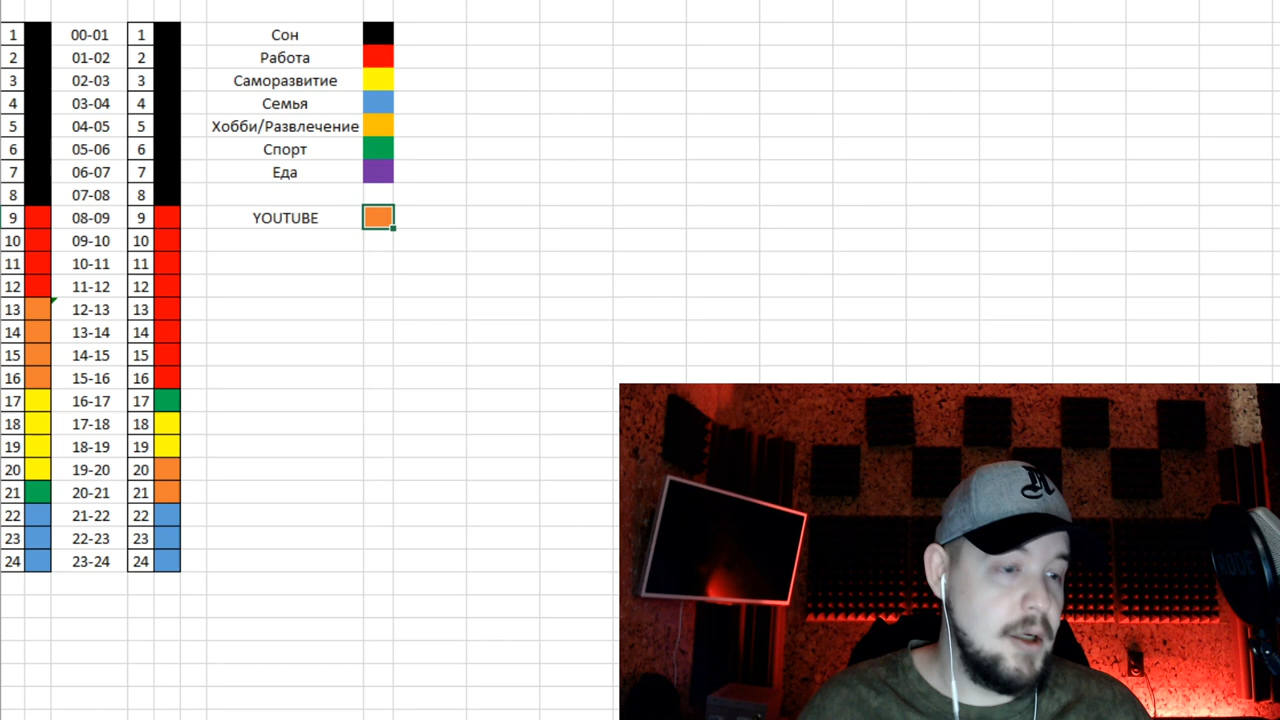 1 00-01 1 Сон
2 01-02 2 Работа
3 02-03 3 Саморазвитие
4 03-04 4 Семья
5 04-05 5 Хобби/Развлечение
6 05-06 6 Спорт
7 06-07 7 Еда
8 07-08 8
9 08-09 9 YOUTUBE
10 09-10 10
11 10-11 11
12 11-12 12
13 12-13 13
14 13-14 14
15 14-15 15
16 15-16 16
17 16-17 17
18 17-18 18
19 18-19 19
20 19-20 20
21 20-21 21
22 21-22 22
23 22-23 23
24 23-24 24
RODE